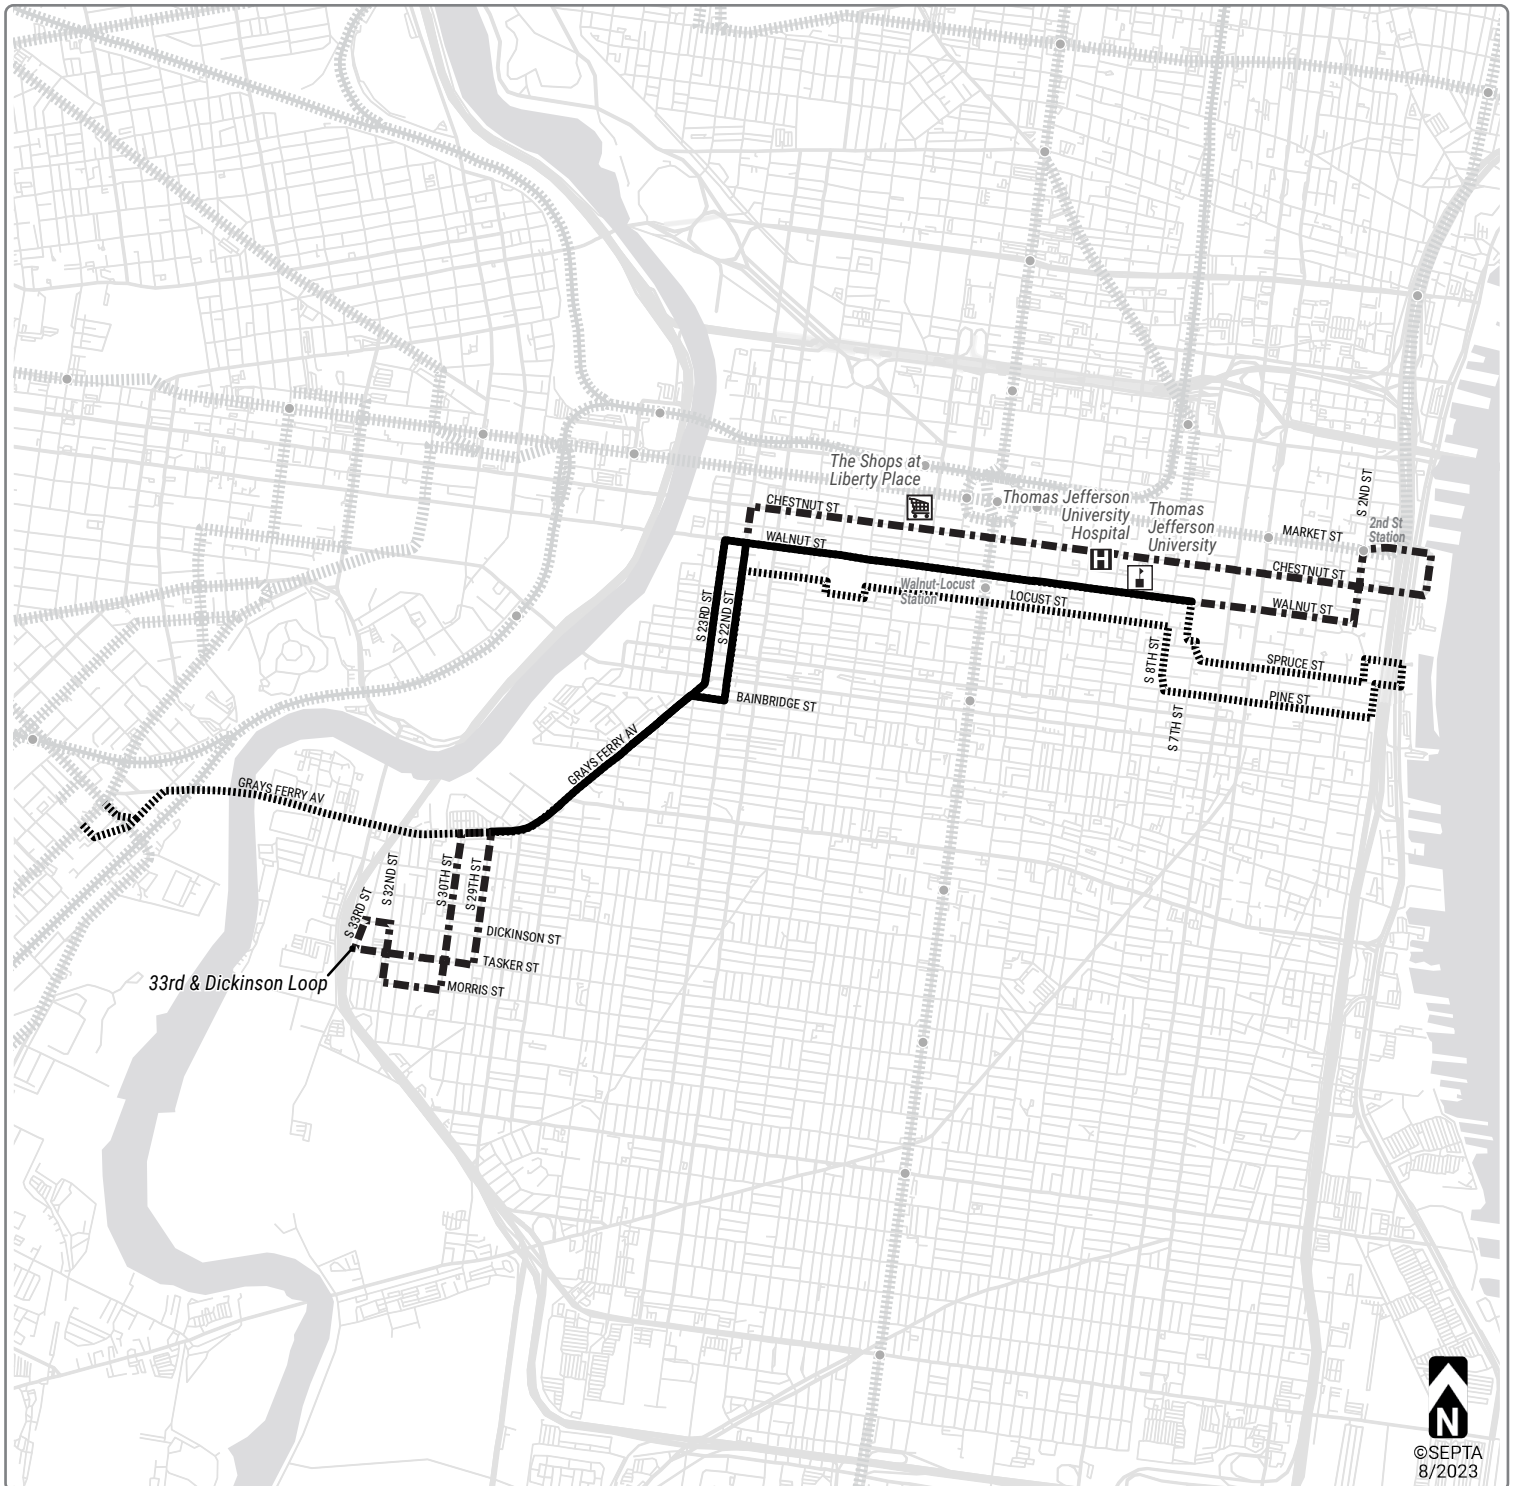 S 2ND ST
The Shops at
Liberty Place
CHESTNUT ST
Thomas Jefferson
University
Hospital
Thomas
Jefferson
University
MARKET ST
2nd St
Station
WALNUT ST
CHESTNUT ST
Walnut-Locust
Station
LOCUST ST
WALNUT ST
S 23RD ST
S 22ND ST
S 8TH ST
SPRUCE ST
PINE ST
BAINBRIDGE ST
S 7TH ST
GRAYS FERRY AV
GRAYS FERRY AV
S 33RD ST
S 32ND ST
S 30TH ST
S 29TH ST
DICKINSON ST
TASKER ST
33rd & Dickinson Loop
MORRIS ST
N
©SEPTA
8/2023